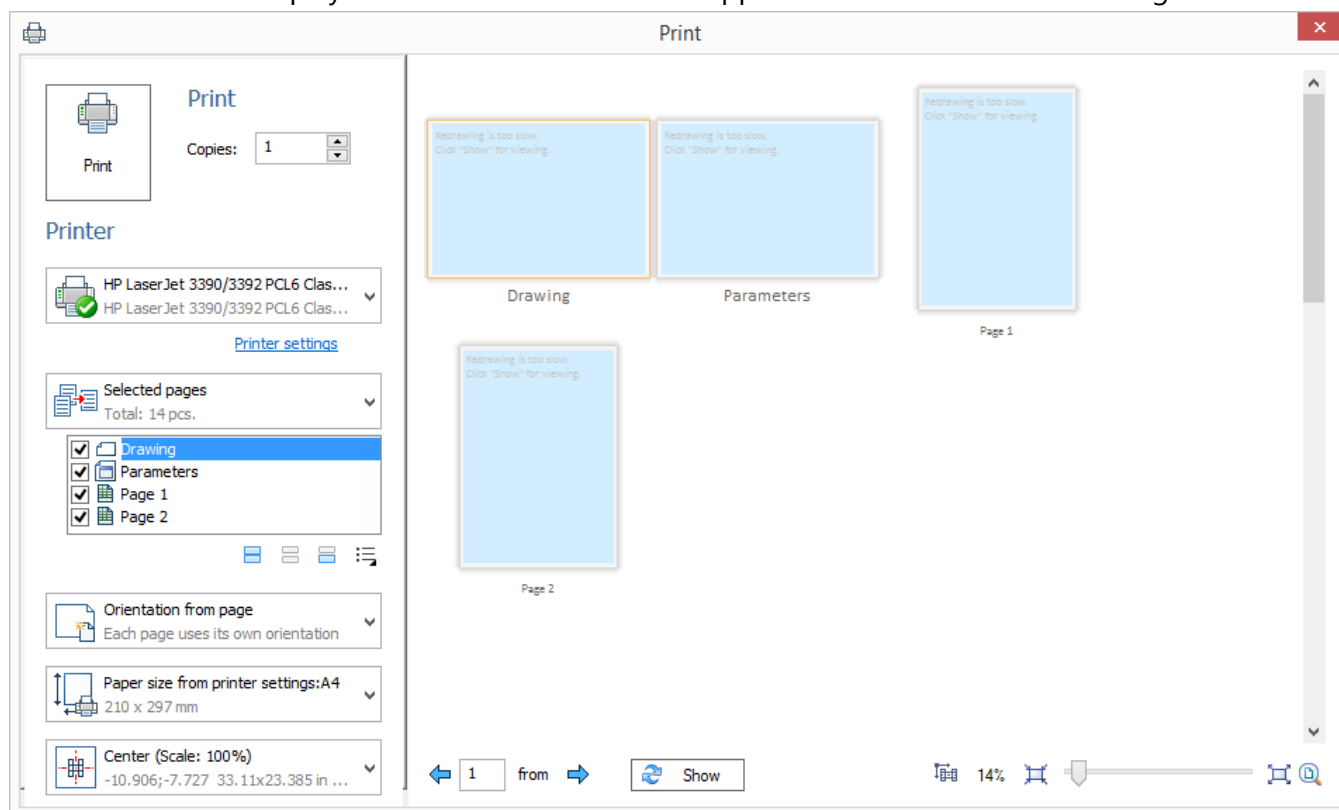 Print
Print
Copies: 1
Print
Printer
HP LaserJet 3390/3392 PCL6 Clas...
HP LaserJet 3390/3392 PCL6 Clas...
Printer settings
Selected pages
Total: 14 pcs.
Drawing
Parameters
Page 1
Page 2
Orientation from page
Each page uses its own orientation
Paper size from printer settings:A4
210 x 297 mm
Center (Scale: 100%)
-10.906;-7.727 33.11x23.385 in ...
Redrawing is too slow.
Click "Show" for viewing.
Drawing
Redrawing is too slow.
Click "Show" for viewing.
Parameters
Redrawing is too slow.
Click "Show" for viewing.
Page 1
Redrawing is too slow.
Click "Show" for viewing.
Page 2
1 from
Show
14%